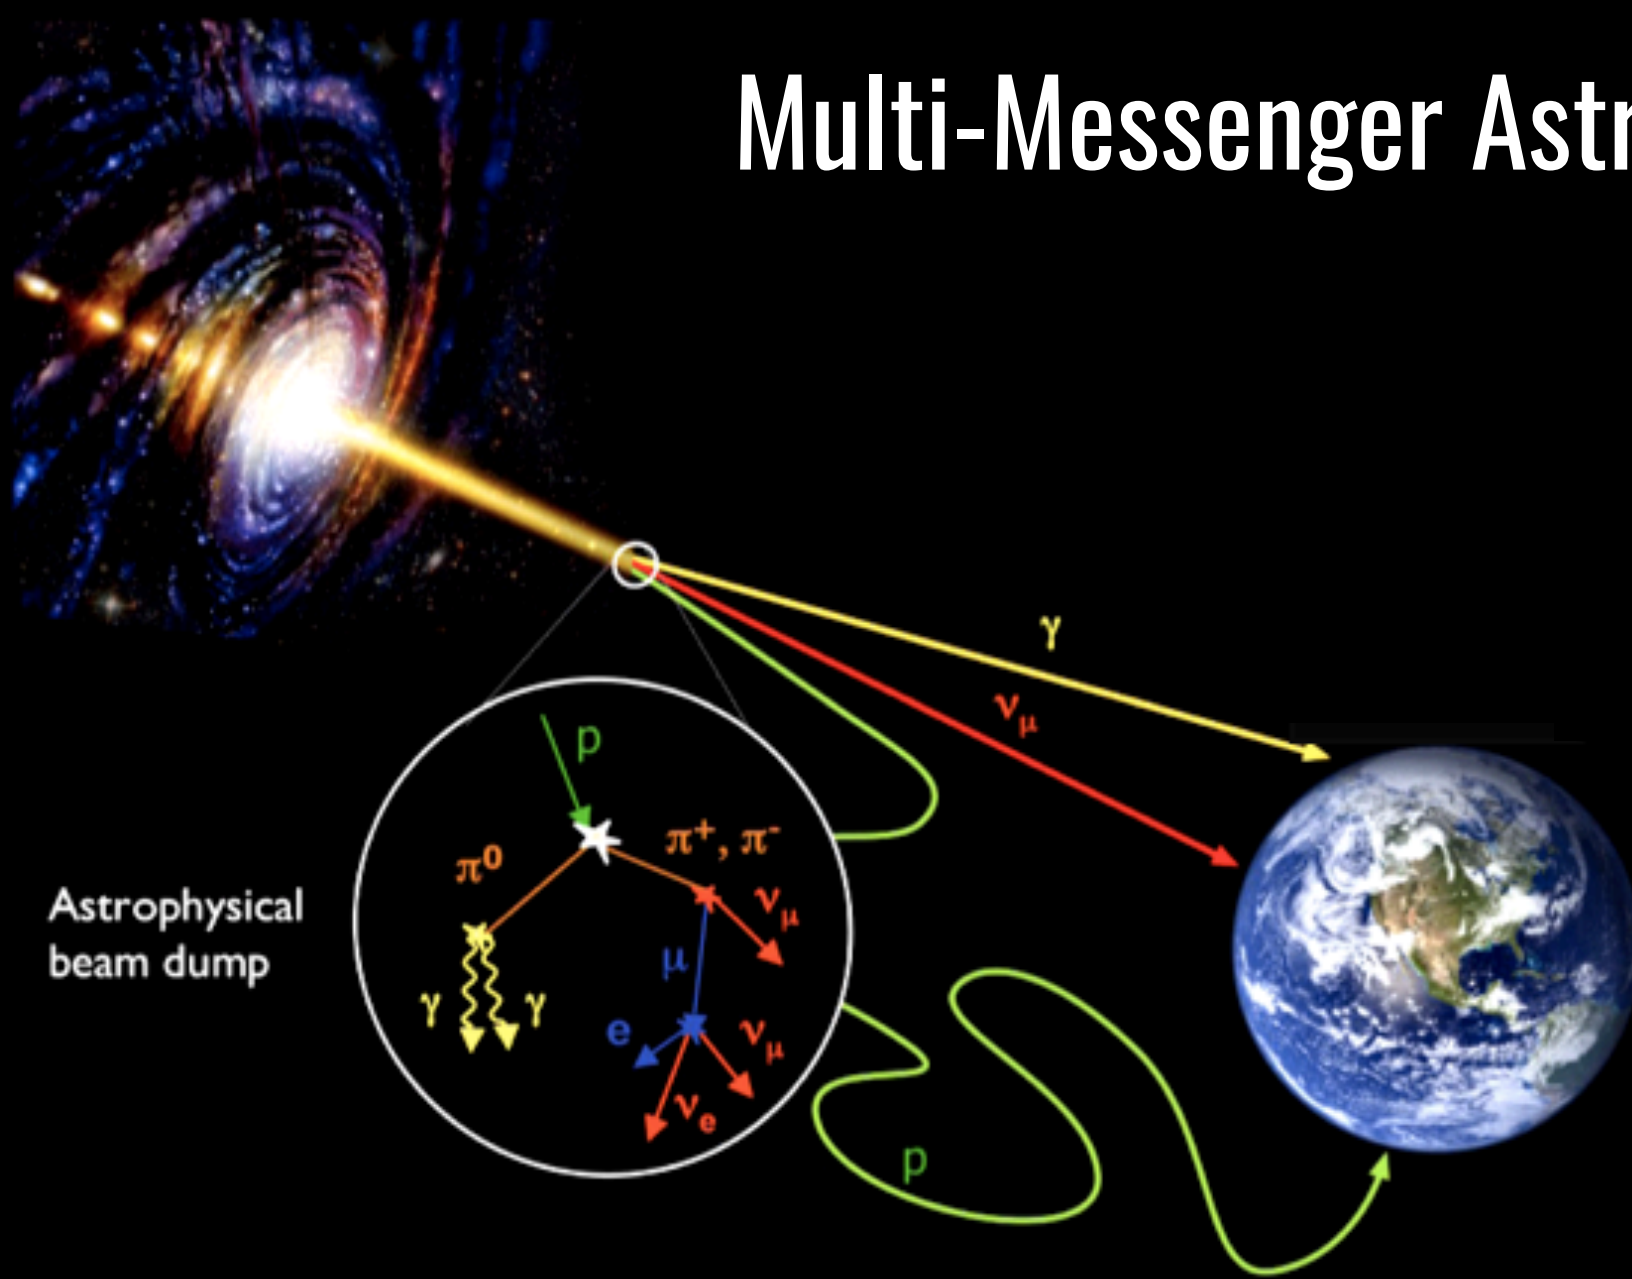 Multi-Messenger Astr
γ
νμ
p
π⁰
π⁺, π⁻
νμ
μ
γ γ
e
νμ
νe
p
Astrophysical
beam dump